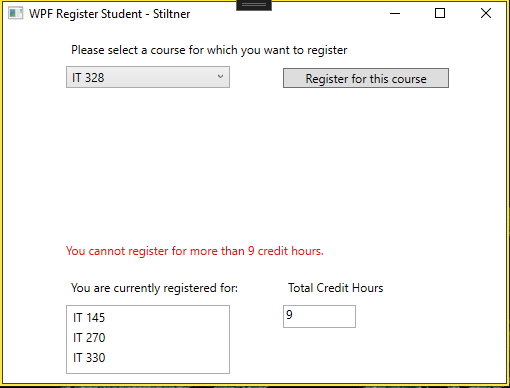 WPF Register Student - Stiltner
Please select a course for which you want to register
IT 328
Register for this course
You cannot register for more than 9 credit hours.
You are currently registered for:
Total Credit Hours
IT 145
IT 270
IT 330
9